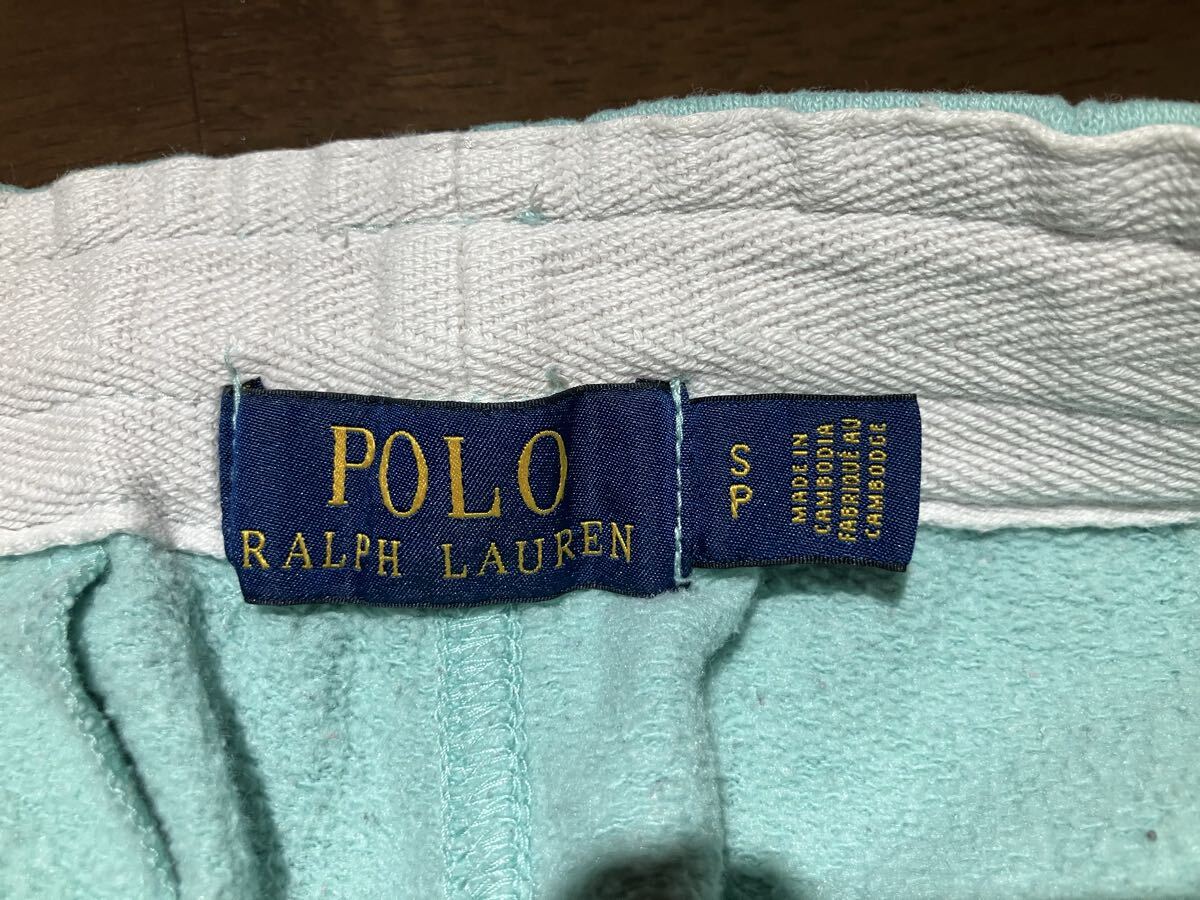 POLO
RALPH LAUREN
S
P
MADE IN
CAMBODIA
FABRIQUÉ AU
CAMBODGE